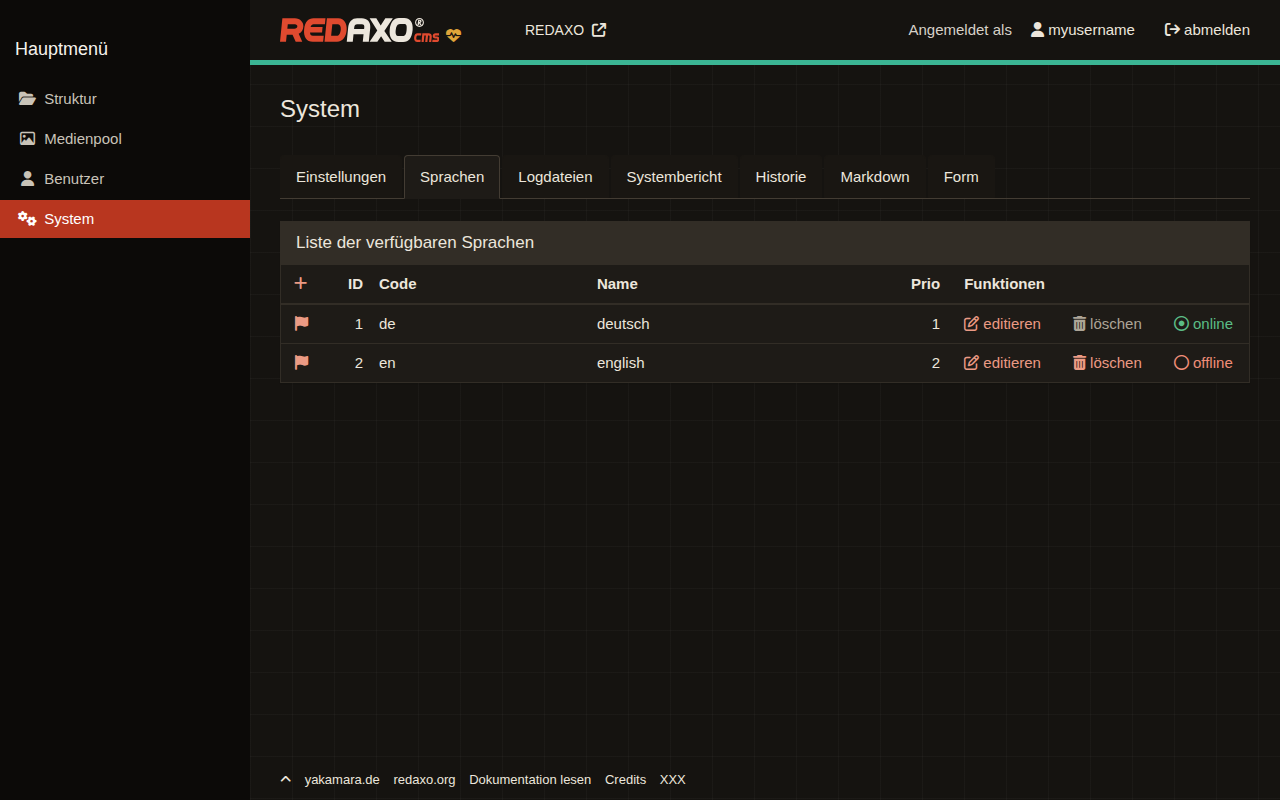 Hauptmenü
Struktur
Medienpool
Benutzer
System
REDAXO® cms
REDAXO
Angemeldet als myusername abmelden
System
Einstellungen Sprachen Logdateien Systembericht Historie Markdown Form
Liste der verfügbaren Sprachen
+ ID Code Name Prio Funktionen
1 de deutsch 1 editieren löschen online
2 en english 2 editieren löschen offline
yakamara.de redaxo.org Dokumentation lesen Credits XXX